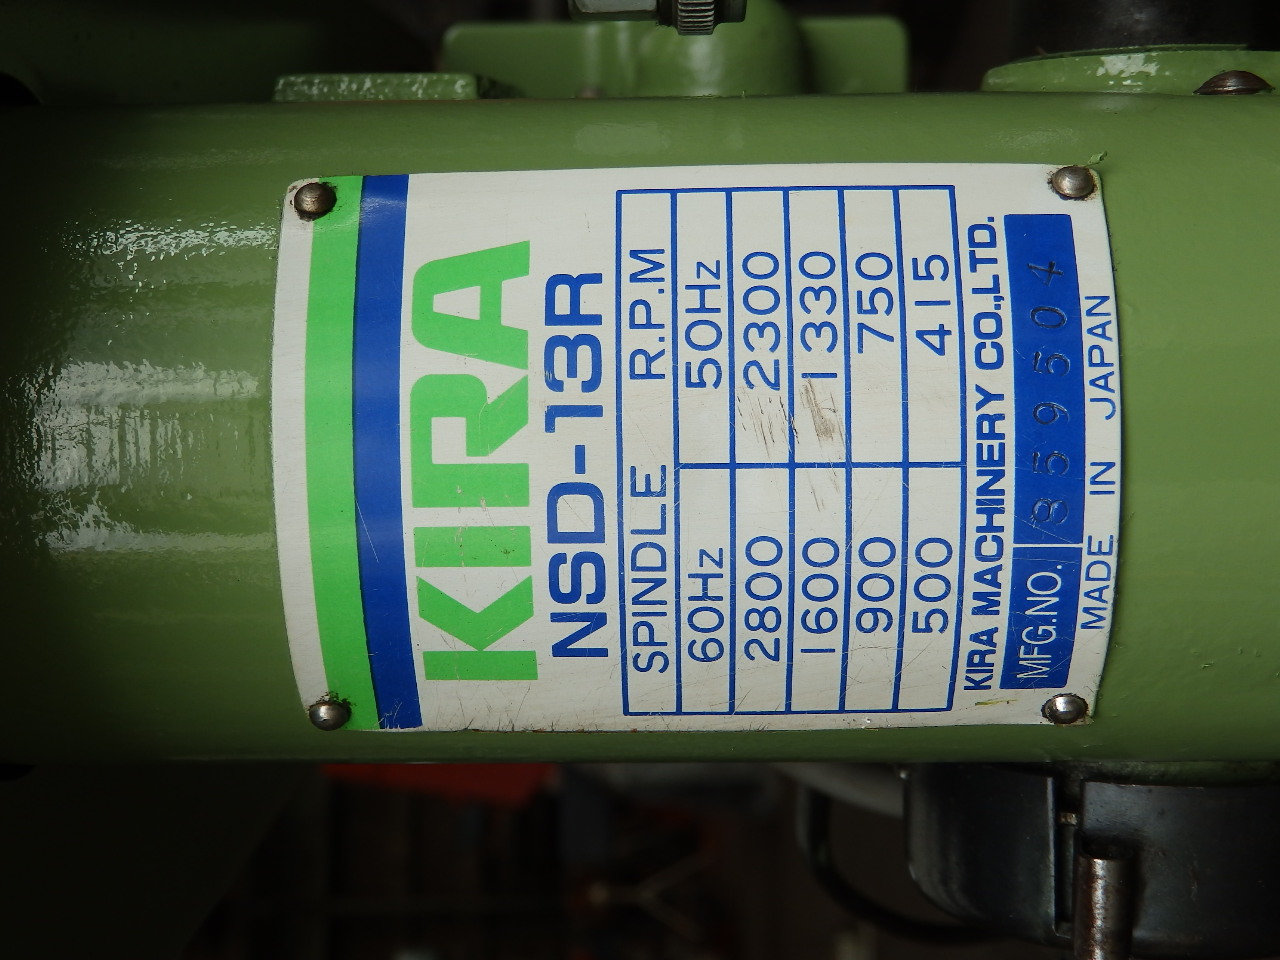 KIRA
NSD-13R
SPINDLE R.P.M
60Hz 50Hz
2800 2300
1600 1330
900 750
500 415
KIRA MACHINERY CO.,LTD.
MFG.NO. 859504
MADE IN JAPAN